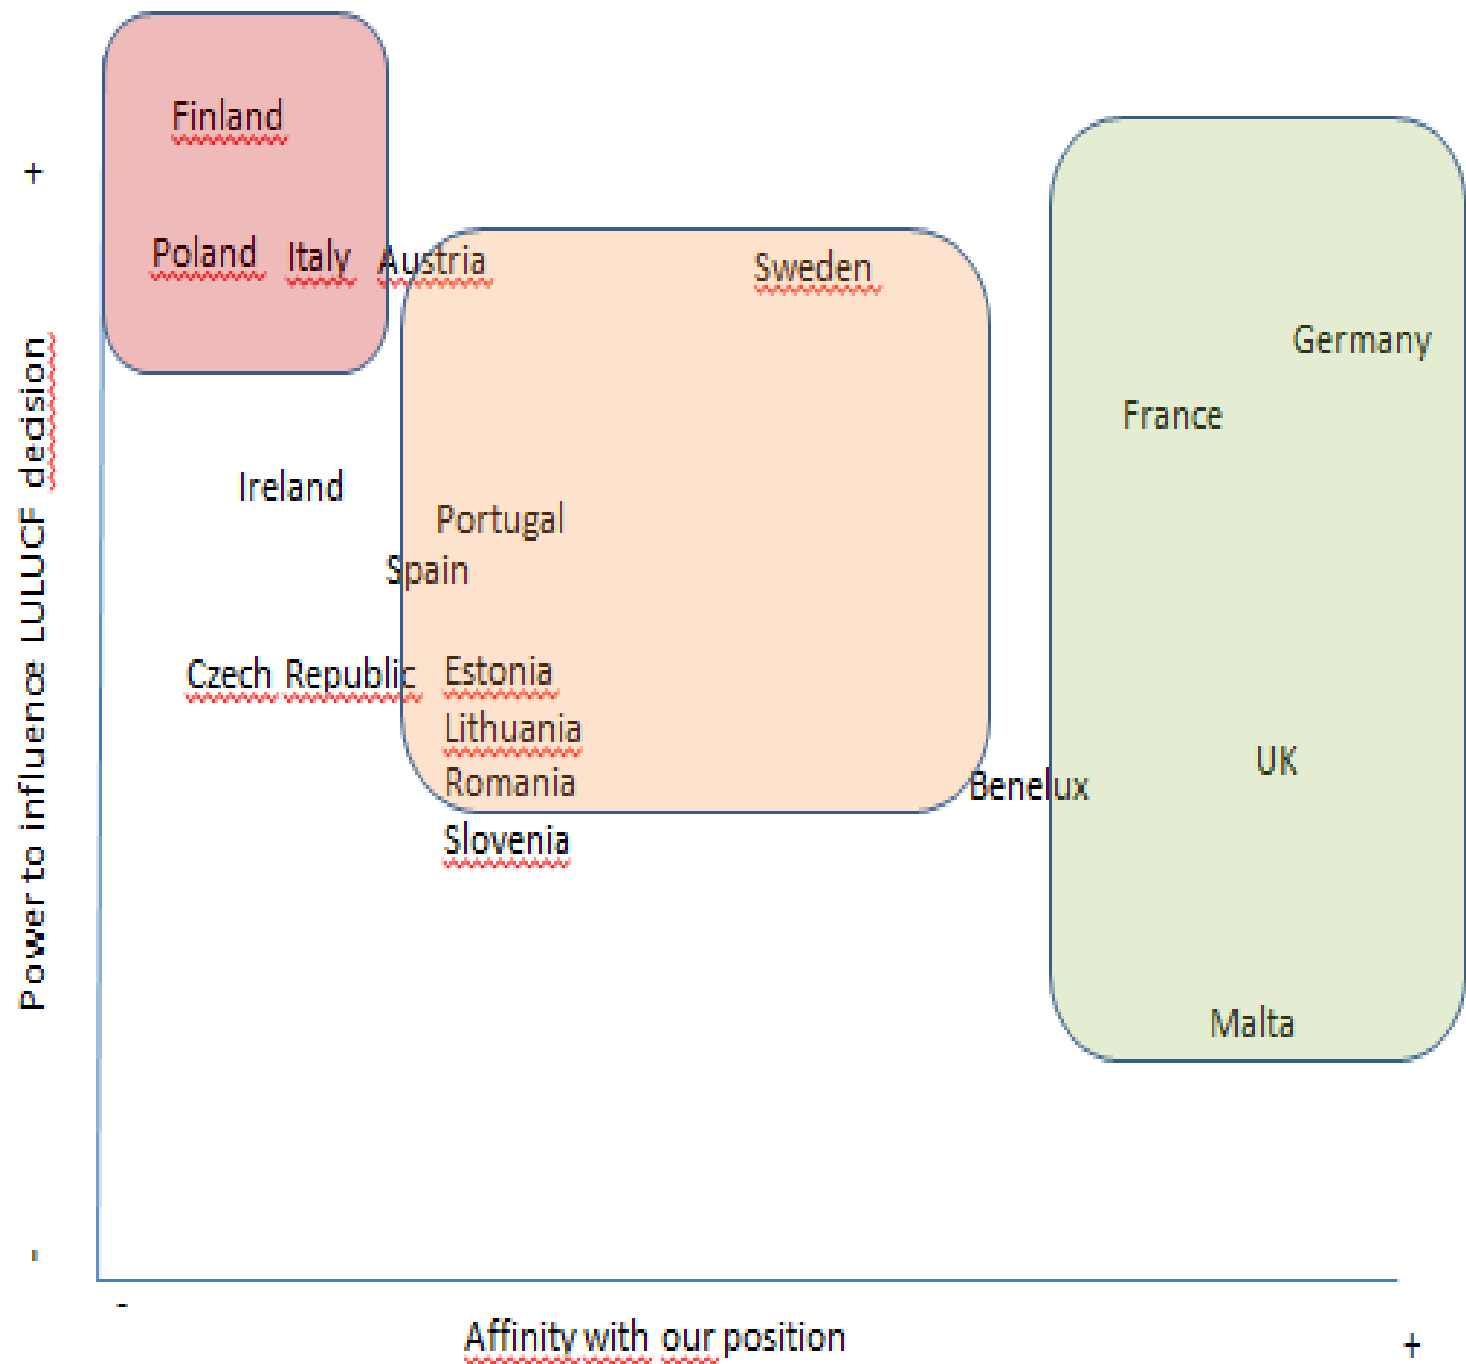 Finland
+
Poland Italy Austria Sweden
Germany
France
Ireland
Portugal
Spain
Czech Republic Estonia
Lithuania
Romania
Benelux UK
Slovenia
Malta
Power to influence LULUCF decision
-
-
Affinity with our position
+